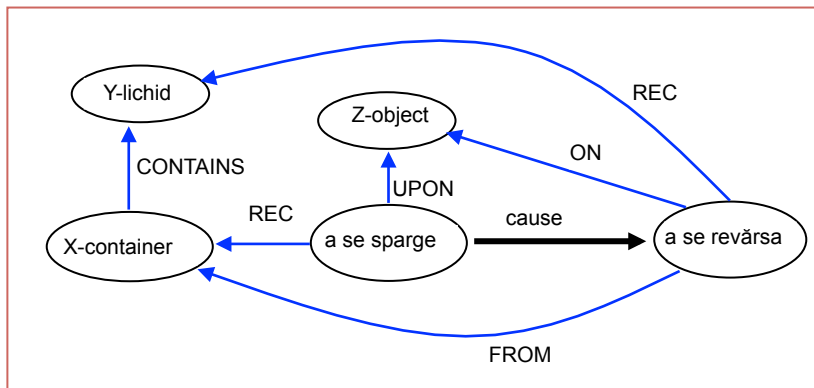 Y-lichid
REC
Z-object
ON
CONTAINS
UPON
REC
cause
X-container
a se sparge
a se revărsa
FROM